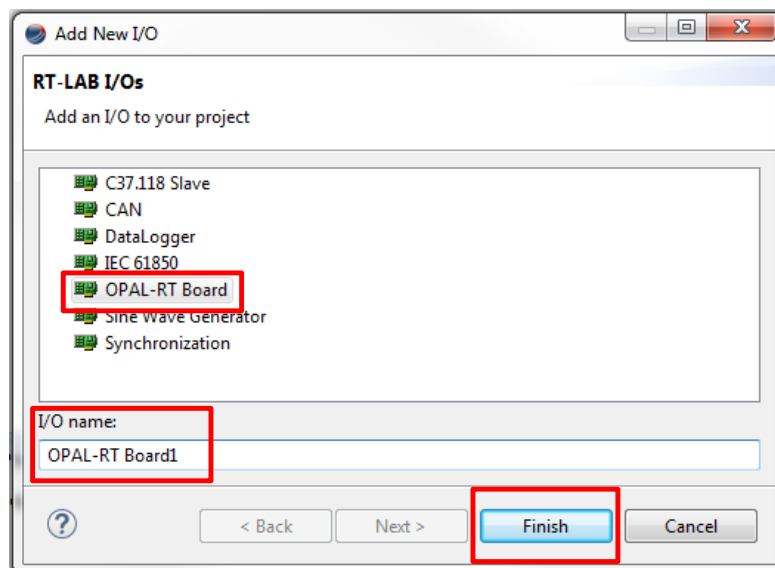 Add New I/O
RT-LAB I/Os
Add an I/O to your project
C37.118 Slave
CAN
DataLogger
IEC 61850
OPAL-RT Board
Sine Wave Generator
Synchronization
I/O name:
OPAL-RT Board1
? < Back Next > Finish Cancel